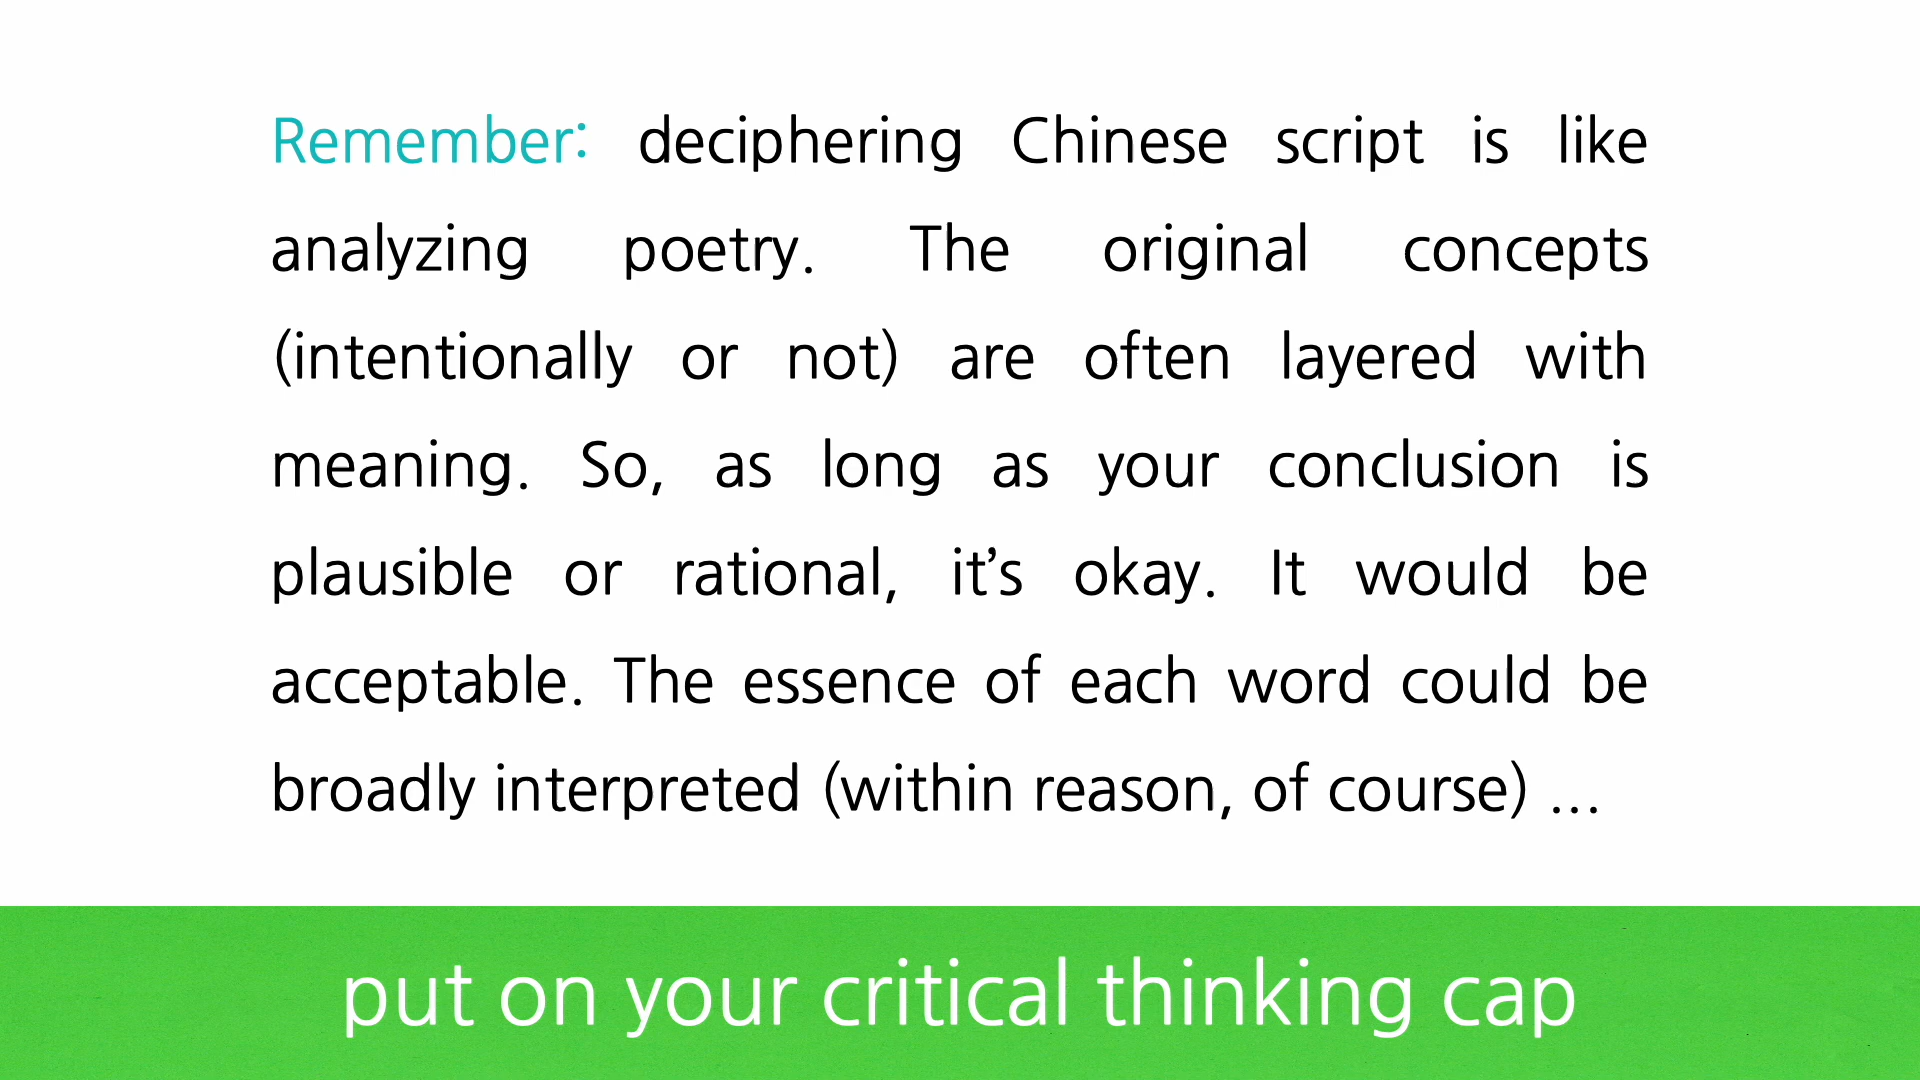 Remember: deciphering Chinese script is like
analyzing poetry. The original concepts
(intentionally or not) are often layered with
meaning. So, as long as your conclusion is
plausible or rational, it’s okay. It would be
acceptable. The essence of each word could be
broadly interpreted (within reason, of course) ...
put on your critical thinking cap